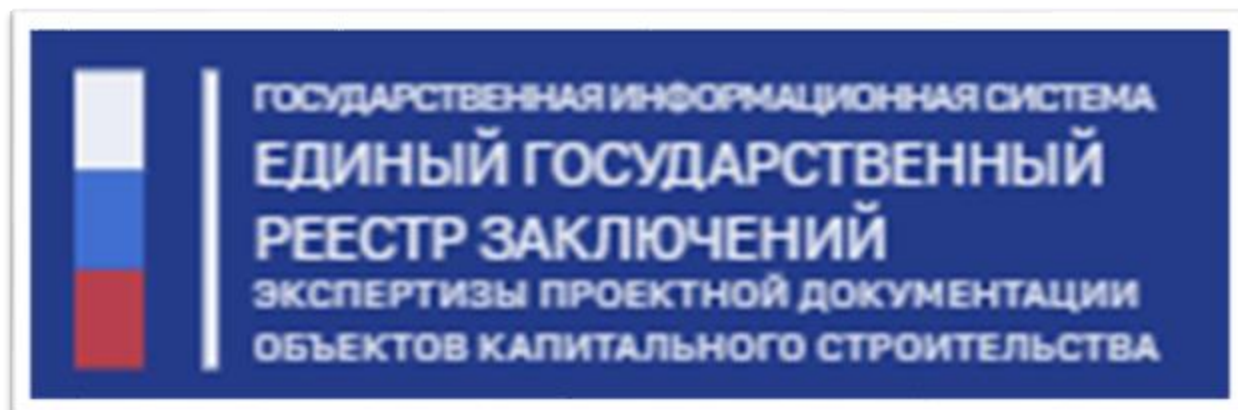 ГОСУДАРСТВЕННАЯ ИНФОРМАЦИОННАЯ СИСТЕМА
ЕДИНЫЙ ГОСУДАРСТВЕННЫЙ
РЕЕСТР ЗАКЛЮЧЕНИЙ
ЭКСПЕРТИЗЫ ПРОЕКТНОЙ ДОКУМЕНТАЦИИ
ОБЪЕКТОВ КАПИТАЛЬНОГО СТРОИТЕЛЬСТВА